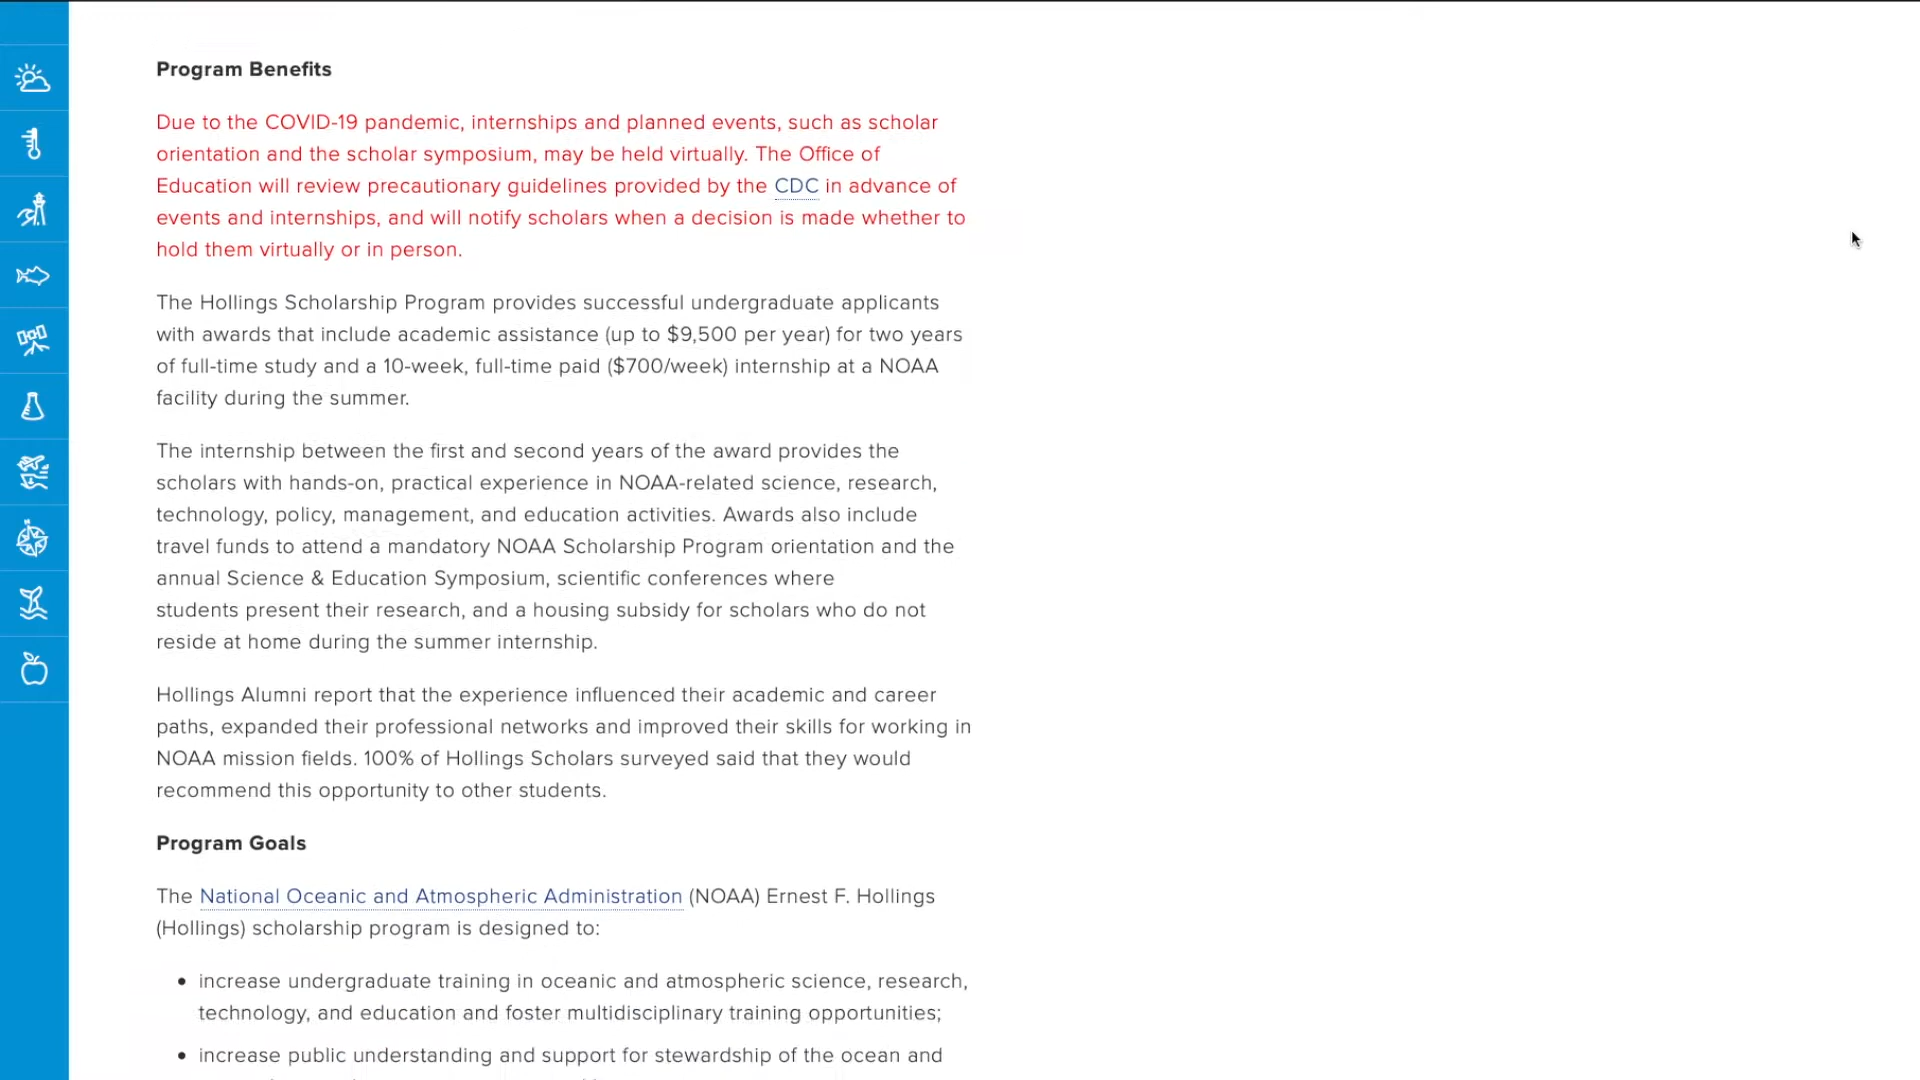 Program Benefits
Due to the COVID-19 pandemic, internships and planned events, such as scholar
orientation and the scholar symposium, may be held virtually. The Office of
Education will review precautionary guidelines provided by the CDC in advance of
events and internships, and will notify scholars when a decision is made whether to
hold them virtually or in person.
The Hollings Scholarship Program provides successful undergraduate applicants
with awards that include academic assistance (up to $9,500 per year) for two years
of full-time study and a 10-week, full-time paid ($700/week) internship at a NOAA
facility during the summer.
The internship between the first and second years of the award provides the
scholars with hands-on, practical experience in NOAA-related science, research,
technology, policy, management, and education activities. Awards also include
travel funds to attend a mandatory NOAA Scholarship Program orientation and the
annual Science & Education Symposium, scientific conferences where
students present their research, and a housing subsidy for scholars who do not
reside at home during the summer internship.
Hollings Alumni report that the experience influenced their academic and career
paths, expanded their professional networks and improved their skills for working in
NOAA mission fields. 100% of Hollings Scholars surveyed said that they would
recommend this opportunity to other students.
Program Goals
The National Oceanic and Atmospheric Administration (NOAA) Ernest F. Hollings
(Hollings) scholarship program is designed to:
• increase undergraduate training in oceanic and atmospheric science, research,
technology, and education and foster multidisciplinary training opportunities;
• increase public understanding and support for stewardship of the ocean and